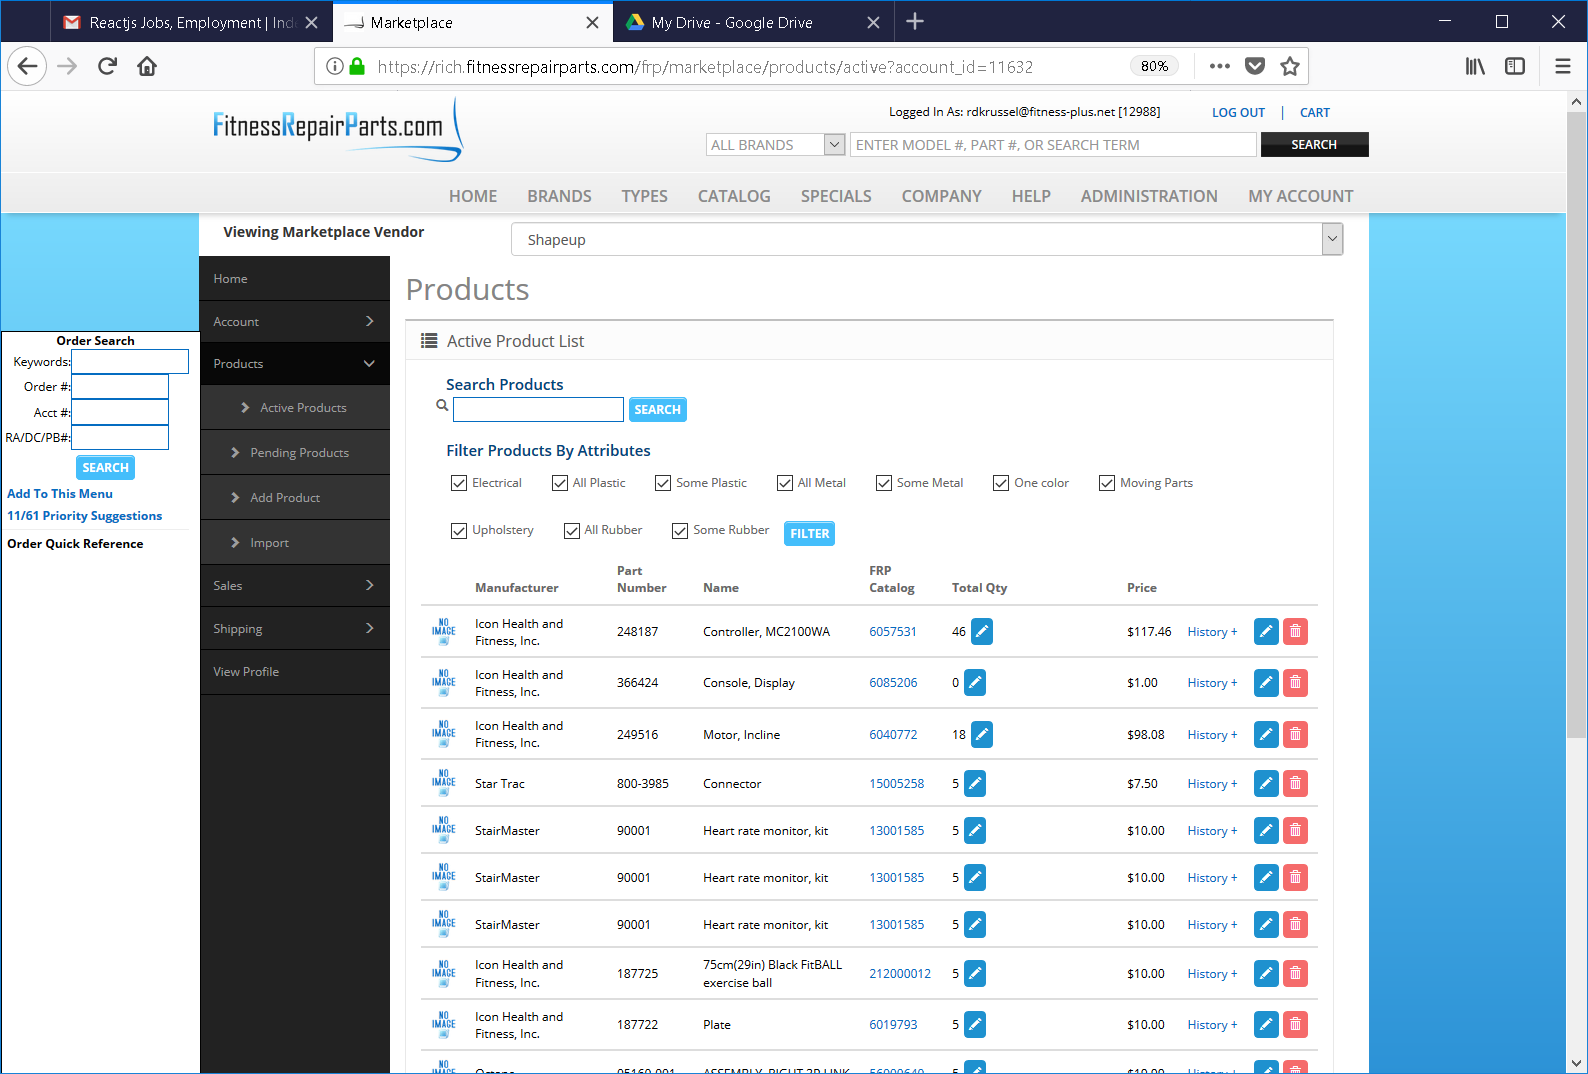 Reactjs Jobs, Employment | Ind
Marketplace
My Drive - Google Drive
https://rich.fitnessrepairparts.com/frp/marketplace/products/active?account_id=11632
80%
FitnessRepairParts.com
Logged In As: rdkrussel@fitness-plus.net [12988]
LOG OUT | CART
ALL BRANDS
ENTER MODEL #, PART #, OR SEARCH TERM
SEARCH
HOME BRANDS TYPES CATALOG SPECIALS COMPANY HELP ADMINISTRATION MY ACCOUNT
Viewing Marketplace Vendor
Shapeup
Order Search
Keywords:
Order #:
Acct #:
RA/DC/PB#:
SEARCH
Add To This Menu
11/61 Priority Suggestions
Order Quick Reference
Home
Account
Products
Active Products
Pending Products
Add Product
Import
Sales
Shipping
View Profile
Products
Active Product List
Search Products
SEARCH
Filter Products By Attributes
Electrical All Plastic Some Plastic All Metal Some Metal One color Moving Parts
Upholstery All Rubber Some Rubber FILTER
Manufacturer Part Number Name FRP Catalog Total Qty Price
NO IMAGE Icon Health and Fitness, Inc. 248187 Controller, MC2100WA 6057531 46 $117.46 History +
NO IMAGE Icon Health and Fitness, Inc. 366424 Console, Display 6085206 0 $1.00 History +
NO IMAGE Icon Health and Fitness, Inc. 249516 Motor, Incline 6040772 18 $98.08 History +
NO IMAGE Star Trac 800-3985 Connector 15005258 5 $7.50 History +
NO IMAGE StairMaster 90001 Heart rate monitor, kit 13001585 5 $10.00 History +
NO IMAGE StairMaster 90001 Heart rate monitor, kit 13001585 5 $10.00 History +
NO IMAGE StairMaster 90001 Heart rate monitor, kit 13001585 5 $10.00 History +
NO IMAGE Icon Health and Fitness, Inc. 187725 75cm(29in) Black FitBALL exercise ball 212000012 5 $10.00 History +
NO IMAGE Icon Health and Fitness, Inc. 187722 Plate 6019793 5 $10.00 History +
NO IMAGE